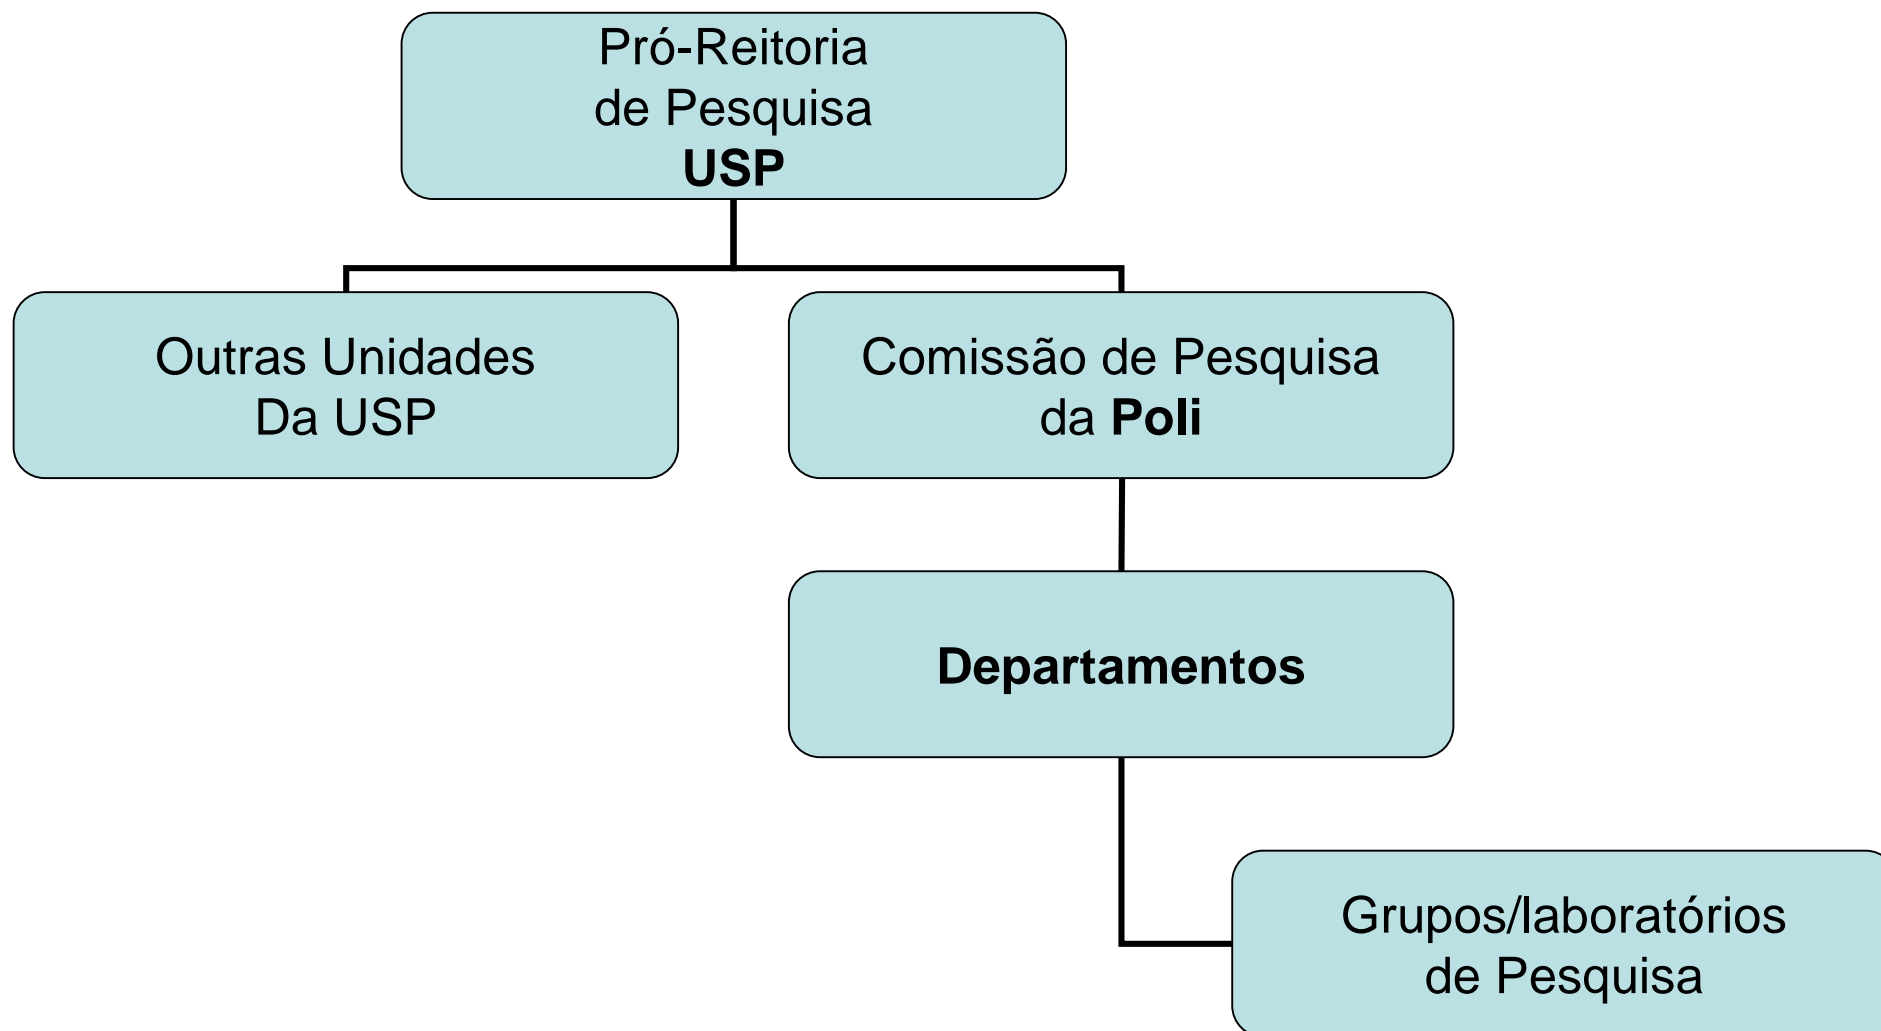 Pró-Reitoria
de Pesquisa
USP
Outras Unidades
Da USP
Comissão de Pesquisa
da Poli
Departamentos
Grupos/laboratórios
de Pesquisa